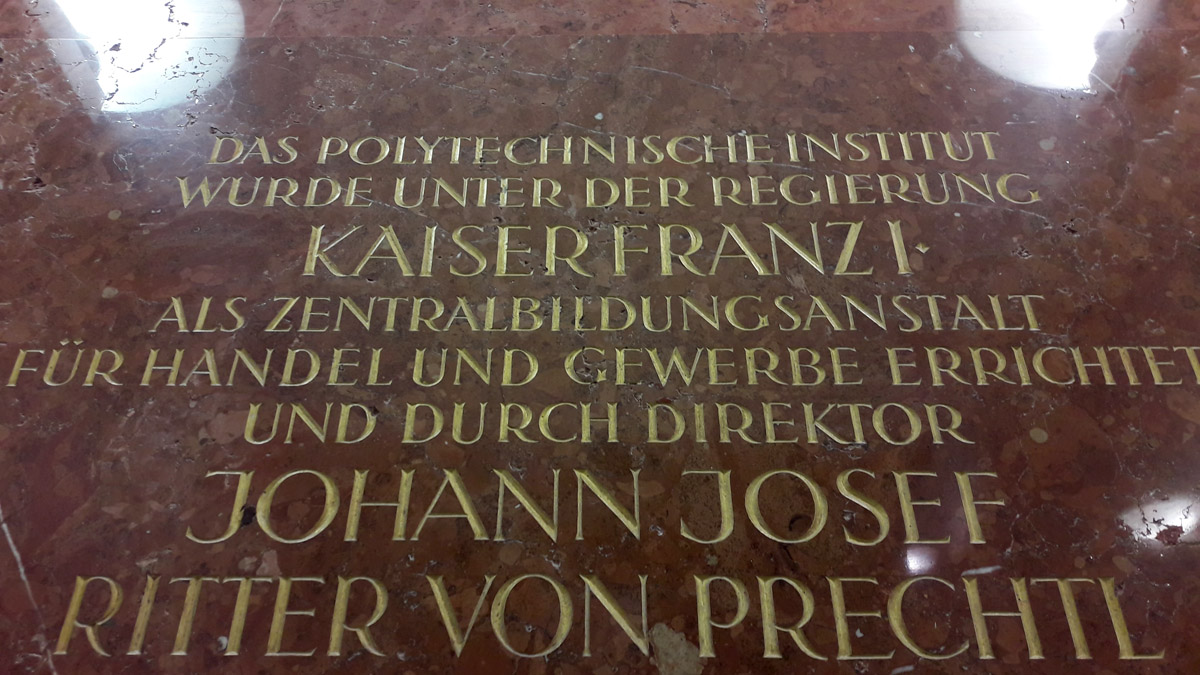 DAS POLYTECHNISCHE INSTITUT
WURDE UNTER DER REGIERUNG
KAISER FRANZ I.
ALS ZENTRALBILDUNGSANSTALT
FÜR HANDEL UND GEWERBE ERRICHTET
UND DURCH DIREKTOR
JOHANN JOSEF
RITTER VON PRECHTL